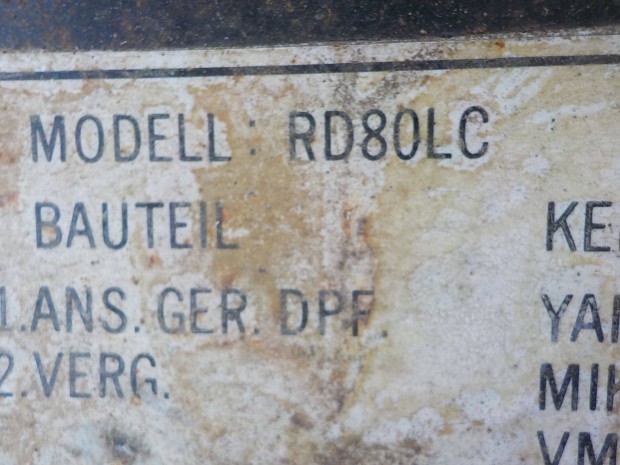 MODELL: RD80LC
BAUTEIL
1.ANS. GER. DPF.
2.VERG.